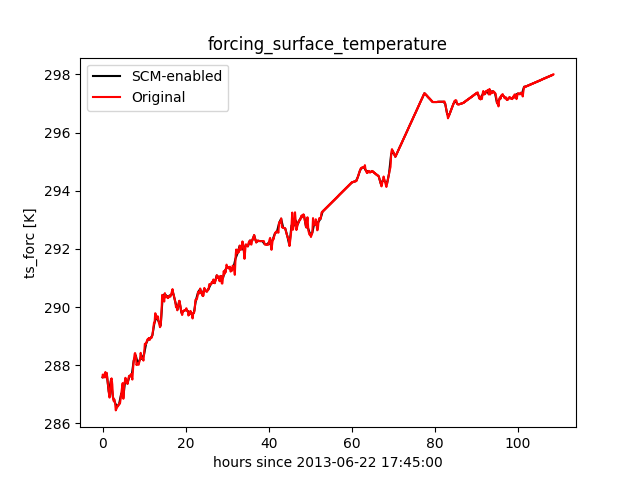 forcing_surface_temperature
SCM-enabled
Original
ts_forc [K]
298
296
294
292
290
288
286
0 20 40 60 80 100
hours since 2013-06-22 17:45:00